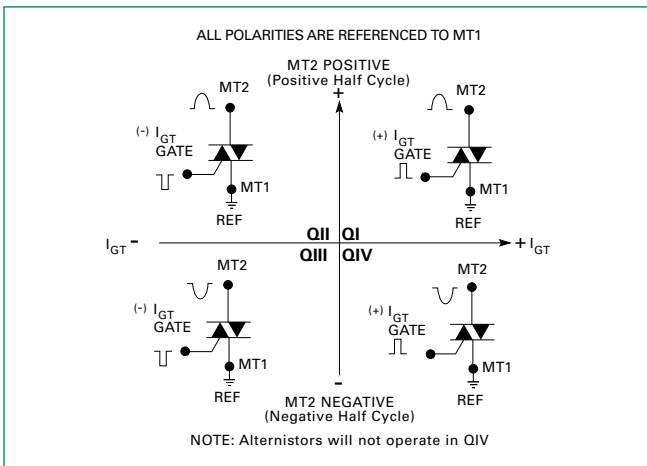 ALL POLARITIES ARE REFERENCED TO MT1
MT2 POSITIVE
(Positive Half Cycle)
+
MT2
(-) I_GT
GATE
MT1
REF
MT2
(+) I_GT
GATE
MT1
REF
I_GT -
QII QI
QIII QIV
+ I_GT
MT2
(-) I_GT
GATE
MT1
REF
MT2
(+) I_GT
GATE
MT1
REF
-
MT2 NEGATIVE
(Negative Half Cycle)
NOTE: Alternistors will not operate in QIV